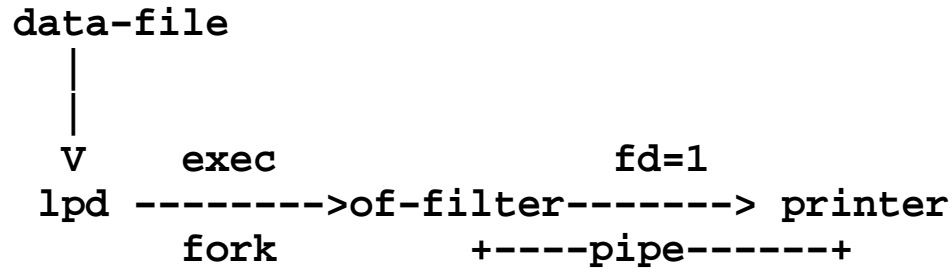 data-file
|
|
V exec fd=1
lpd -------->of-filter-------> printer
fork +----pipe------+